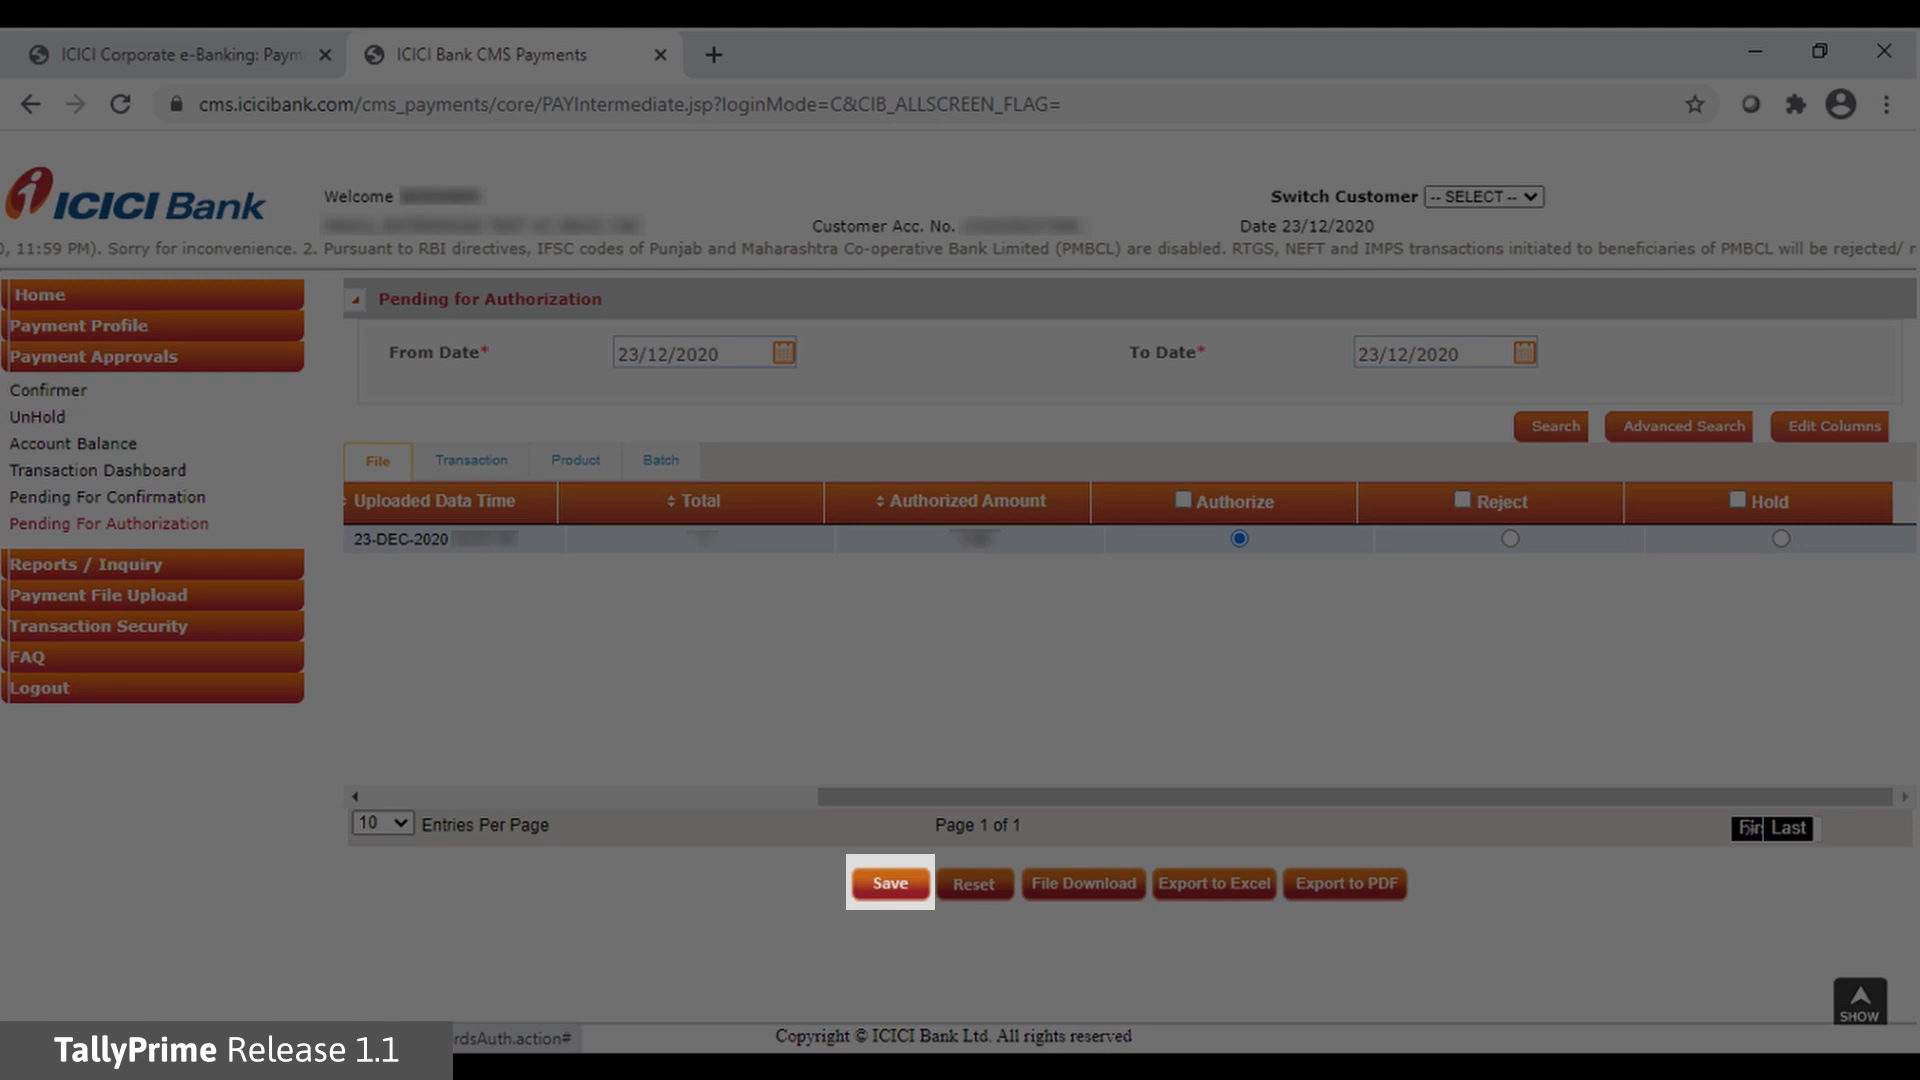 ICICI Corporate e-Banking: Paym
ICICI Bank CMS Payments
cms.icicibank.com/cms_payments/core/PAYIntermediate.jsp?loginMode=C&CIB_ALLSCREEN_FLAG=
ICICI Bank
Welcome
Switch Customer -- SELECT --
Customer Acc. No.
Date 23/12/2020
0, 11:59 PM). Sorry for inconvenience. 2. Pursuant to RBI directives, IFSC codes of Punjab and Maharashtra Co-operative Bank Limited (PMBCL) are disabled. RTGS, NEFT and IMPS transactions initiated to beneficiaries of PMBCL will be rejected/ r
Home
Payment Profile
Payment Approvals
Confirmer
UnHold
Account Balance
Transaction Dashboard
Pending For Confirmation
Pending For Authorization
Reports / Inquiry
Payment File Upload
Transaction Security
FAQ
Logout
Pending for Authorization
From Date* 23/12/2020
To Date* 23/12/2020
Search Advanced Search Edit Columns
File Transaction Product Batch
Uploaded Data Time Total Authorized Amount Authorize Reject Hold
23-DEC-2020
10 Entries Per Page
Page 1 of 1
Last
Save Reset File Download Export to Excel Export to PDF
SHOW
rdsAuth.action#
Copyright © ICICI Bank Ltd. All rights reserved
TallyPrime Release 1.1